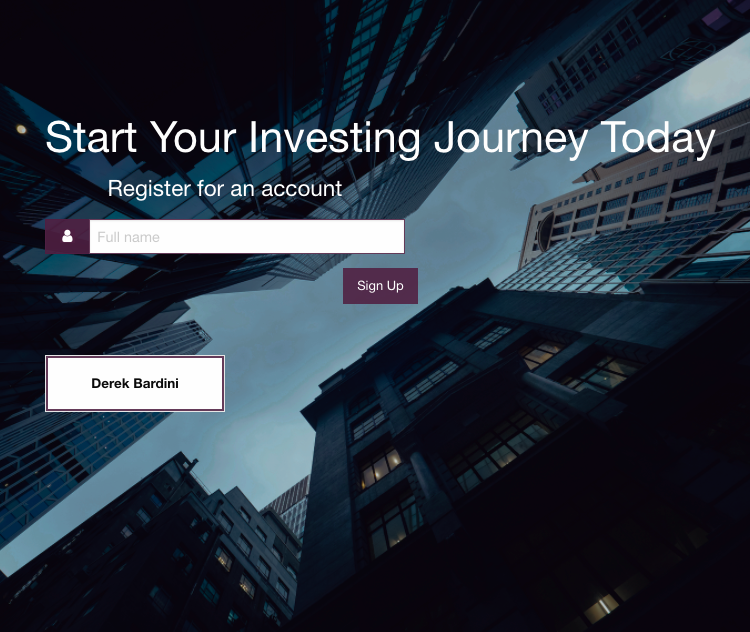 Start Your Investing Journey Today
Register for an account
Full name
Sign Up
Derek Bardini